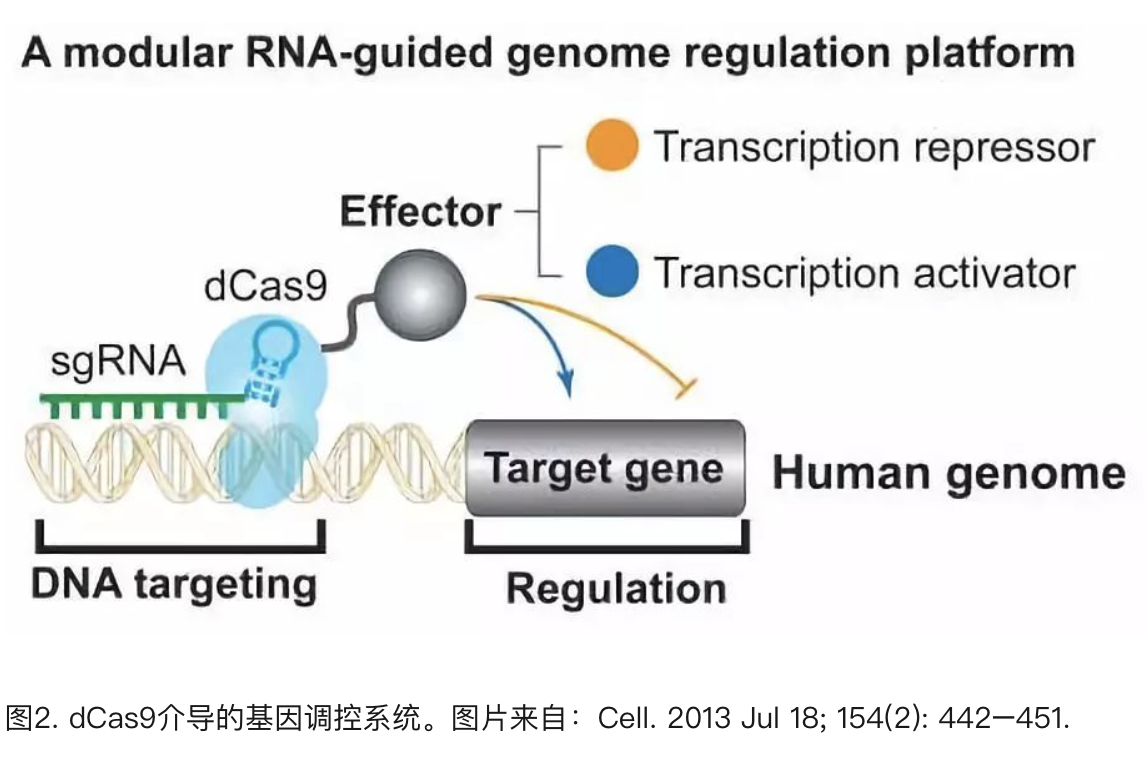 A modular RNA-guided genome regulation platform
Transcription repressor
Effector
Transcription activator
dCas9
sgRNA
Target gene
Human genome
DNA targeting
Regulation
图2. dCas9介导的基因调控系统。图片来自：Cell. 2013 Jul 18; 154(2): 442—451.